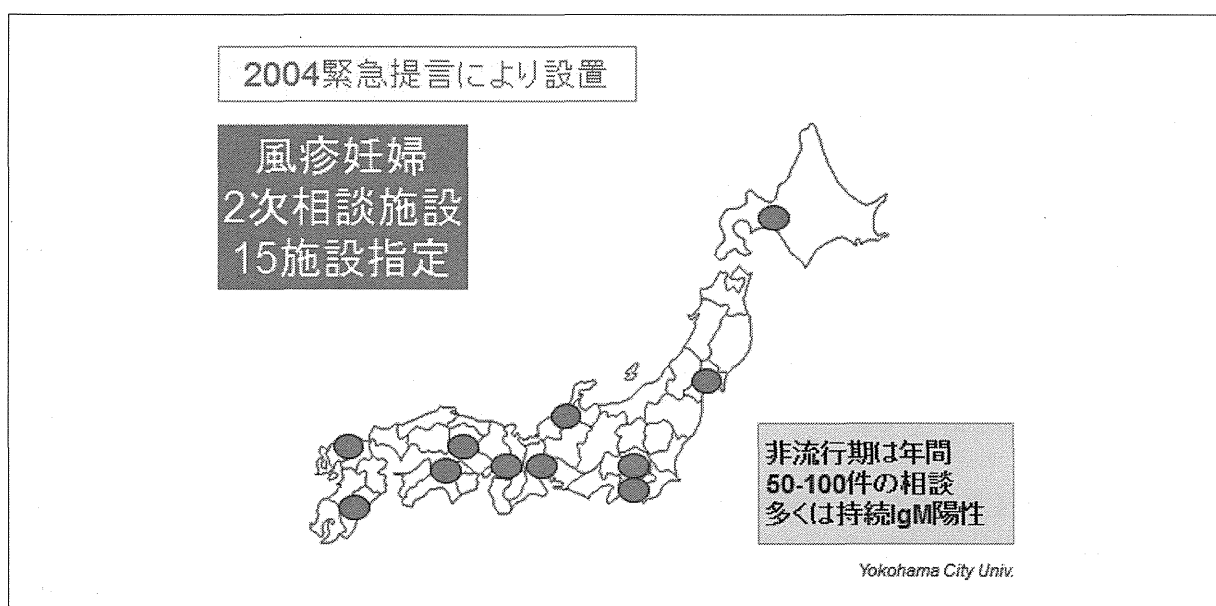 2004緊急提言により設置
風疹妊婦
2次相談施設
15施設指定
非流行期は年間
50-100件の相談
多くは持続IgM陽性
Yokohama City Univ.